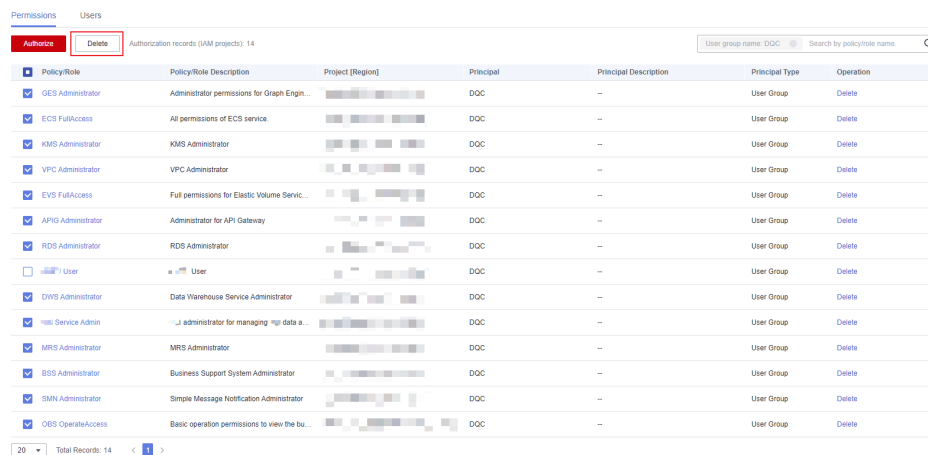 Permissions Users
Authorize Delete Authorization records (IAM projects): 14 User group name: DQC Search by policy/role name.
Policy/Role Policy/Role Description Project [Region] Principal Principal Description Principal Type Operation
GES Administrator Administrator permissions for Graph Engin... DQC -- User Group Delete
ECS FullAccess All permissions of ECS service. DQC -- User Group Delete
KMS Administrator KMS Administrator DQC -- User Group Delete
VPC Administrator VPC Administrator DQC -- User Group Delete
EVS FullAccess Full permissions for Elastic Volume Servic... DQC -- User Group Delete
APIG Administrator Administrator for API Gateway DQC -- User Group Delete
RDS Administrator RDS Administrator DQC -- User Group Delete
User User DQC -- User Group Delete
DWS Administrator Data Warehouse Service Administrator DQC -- User Group Delete
Service Admin administrator for managing data a... DQC -- User Group Delete
MRS Administrator MRS Administrator DQC -- User Group Delete
BSS Administrator Business Support System Administrator DQC -- User Group Delete
SMN Administrator Simple Message Notification Administrator DQC -- User Group Delete
OBS OperateAccess Basic operation permissions to view the bu... DQC -- User Group Delete
20 Total Records: 14 < 1 >